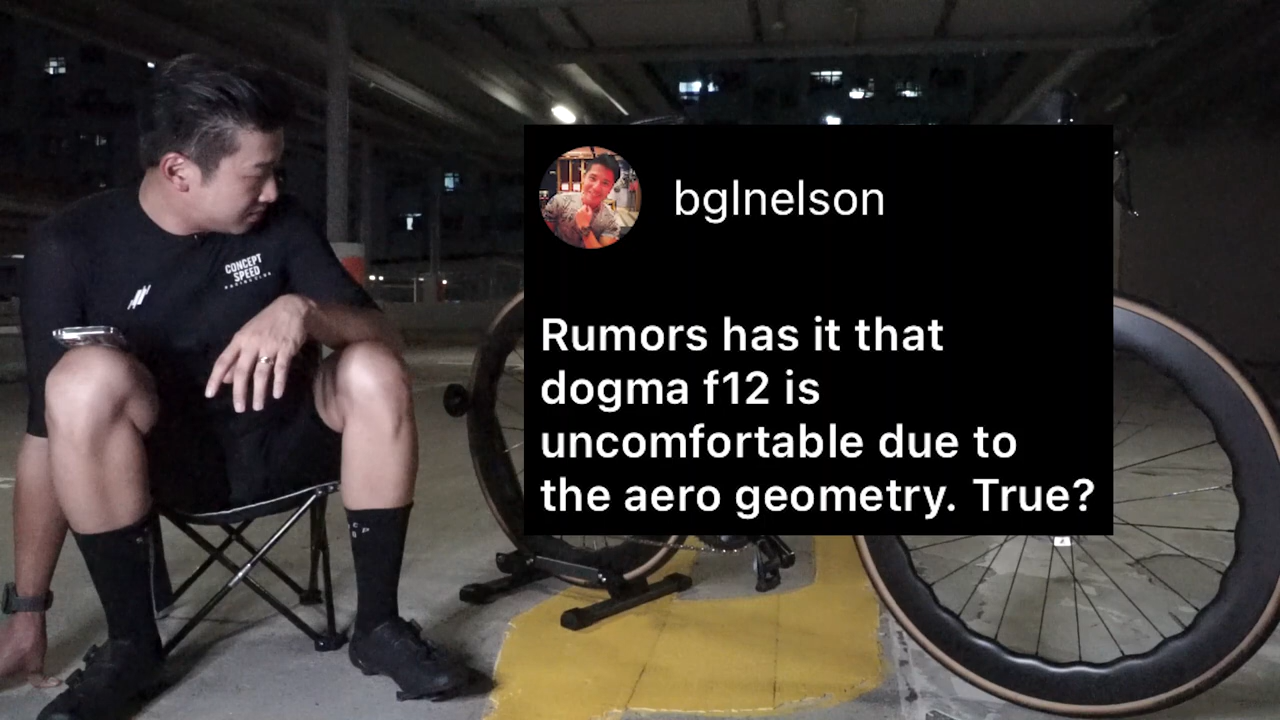 bglnelson
Rumors has it that
dogma f12 is
uncomfortable due to
the aero geometry. True?
CONCEPT
SPEED